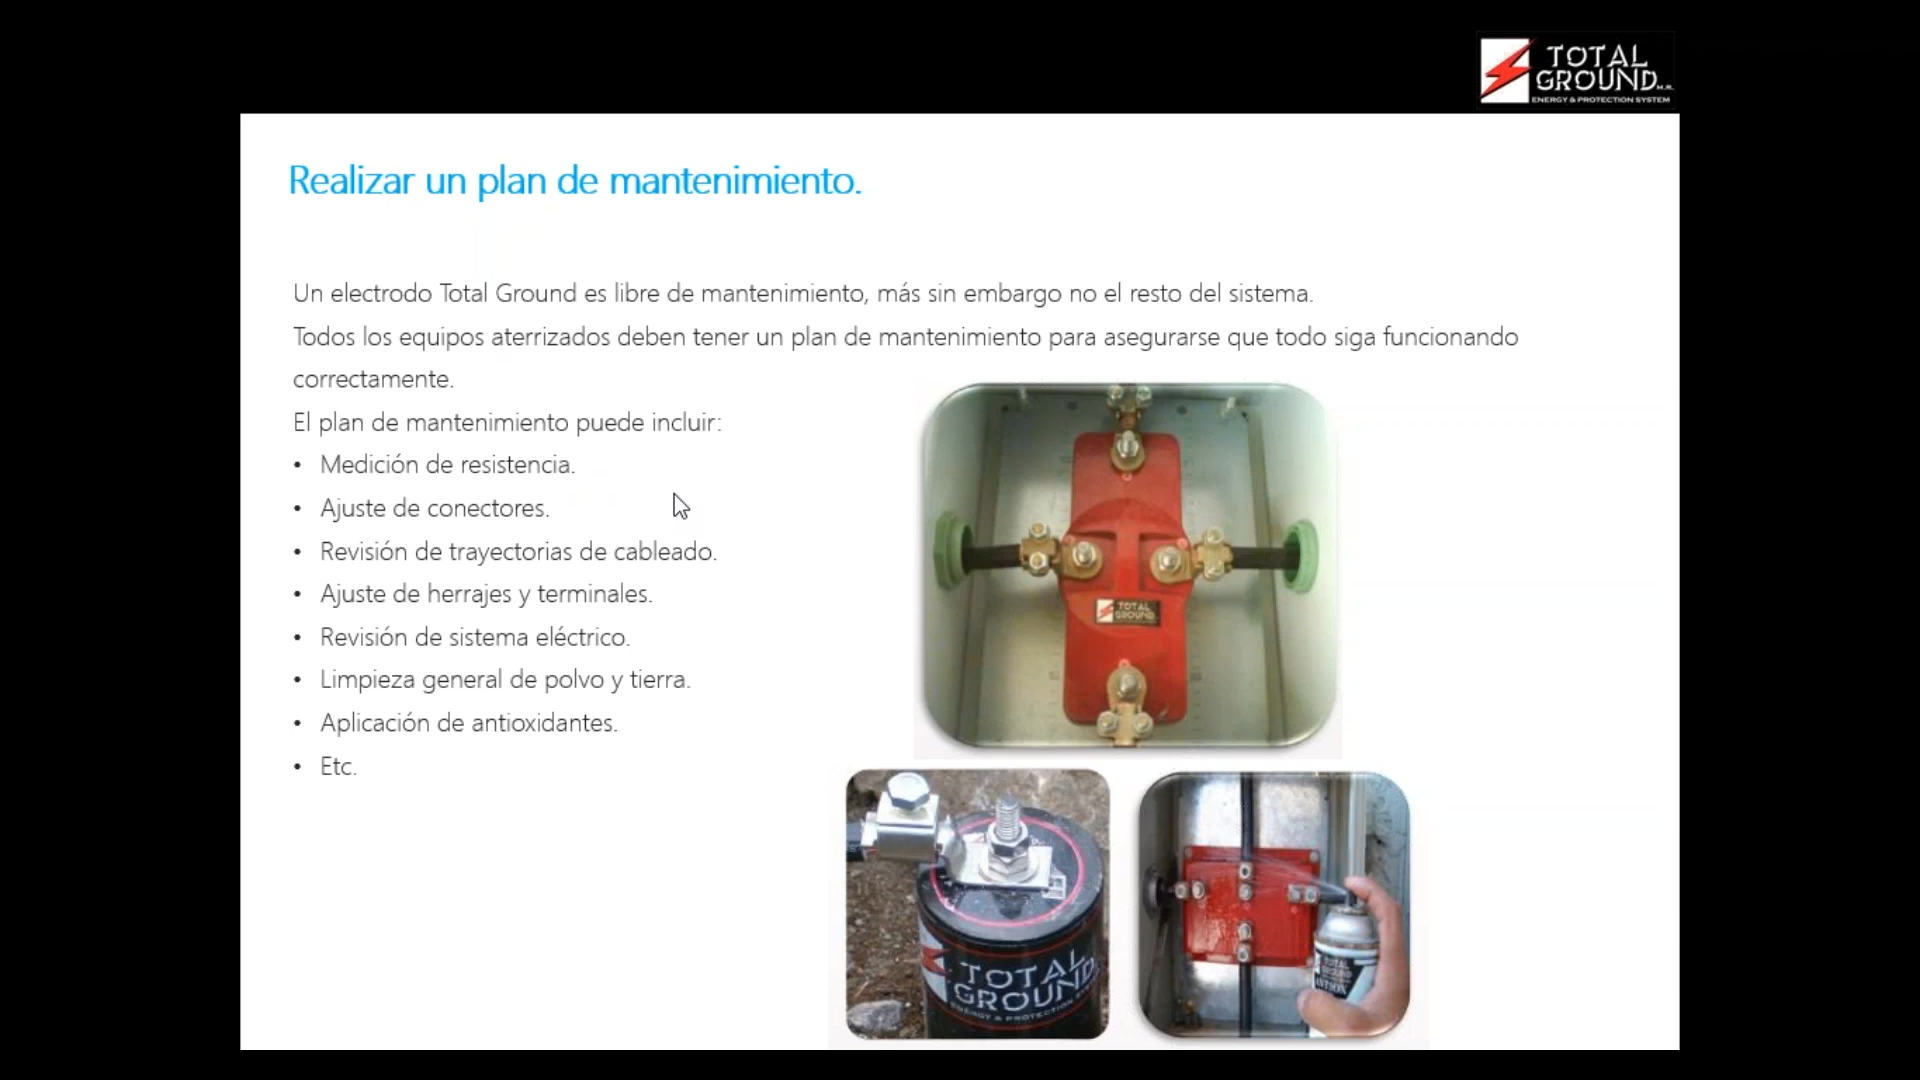 TOTAL
GROUND M.R.
ENERGY & PROTECTION SYSTEM
Realizar un plan de mantenimiento.
Un electrodo Total Ground es libre de mantenimiento, más sin embargo no el resto del sistema.
Todos los equipos aterrizados deben tener un plan de mantenimiento para asegurarse que todo siga funcionando
correctamente.
El plan de mantenimiento puede incluir:
• Medición de resistencia.
• Ajuste de conectores.
• Revisión de trayectorias de cableado.
• Ajuste de herrajes y terminales.
• Revisión de sistema eléctrico.
• Limpieza general de polvo y tierra.
• Aplicación de antioxidantes.
• Etc.
TOTAL
GROUND
TOTAL
GROUND
ENERGY & PROTECTION
TOTAL
GROUND